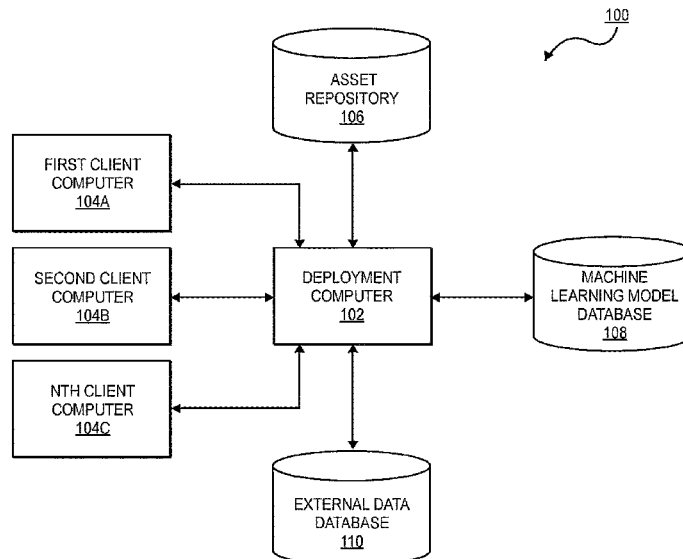 100
ASSET
REPOSITORY
106
FIRST CLIENT
COMPUTER
104A
SECOND CLIENT
COMPUTER
104B
DEPLOYMENT
COMPUTER
102
MACHINE
LEARNING MODEL
DATABASE
108
NTH CLIENT
COMPUTER
104C
EXTERNAL DATA
DATABASE
110